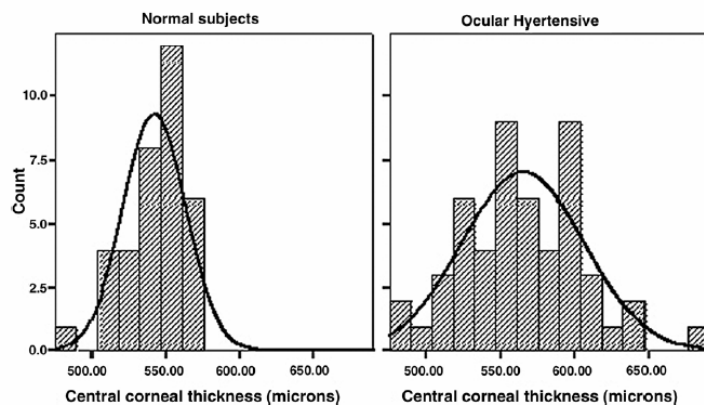 Normal subjects
Ocular Hyertensive
Count
10.0
7.5
5.0
2.5
0.0
500.00 550.00 600.00 650.00
500.00 550.00 600.00 650.00
Central corneal thickness (microns)
Central corneal thickness (microns)